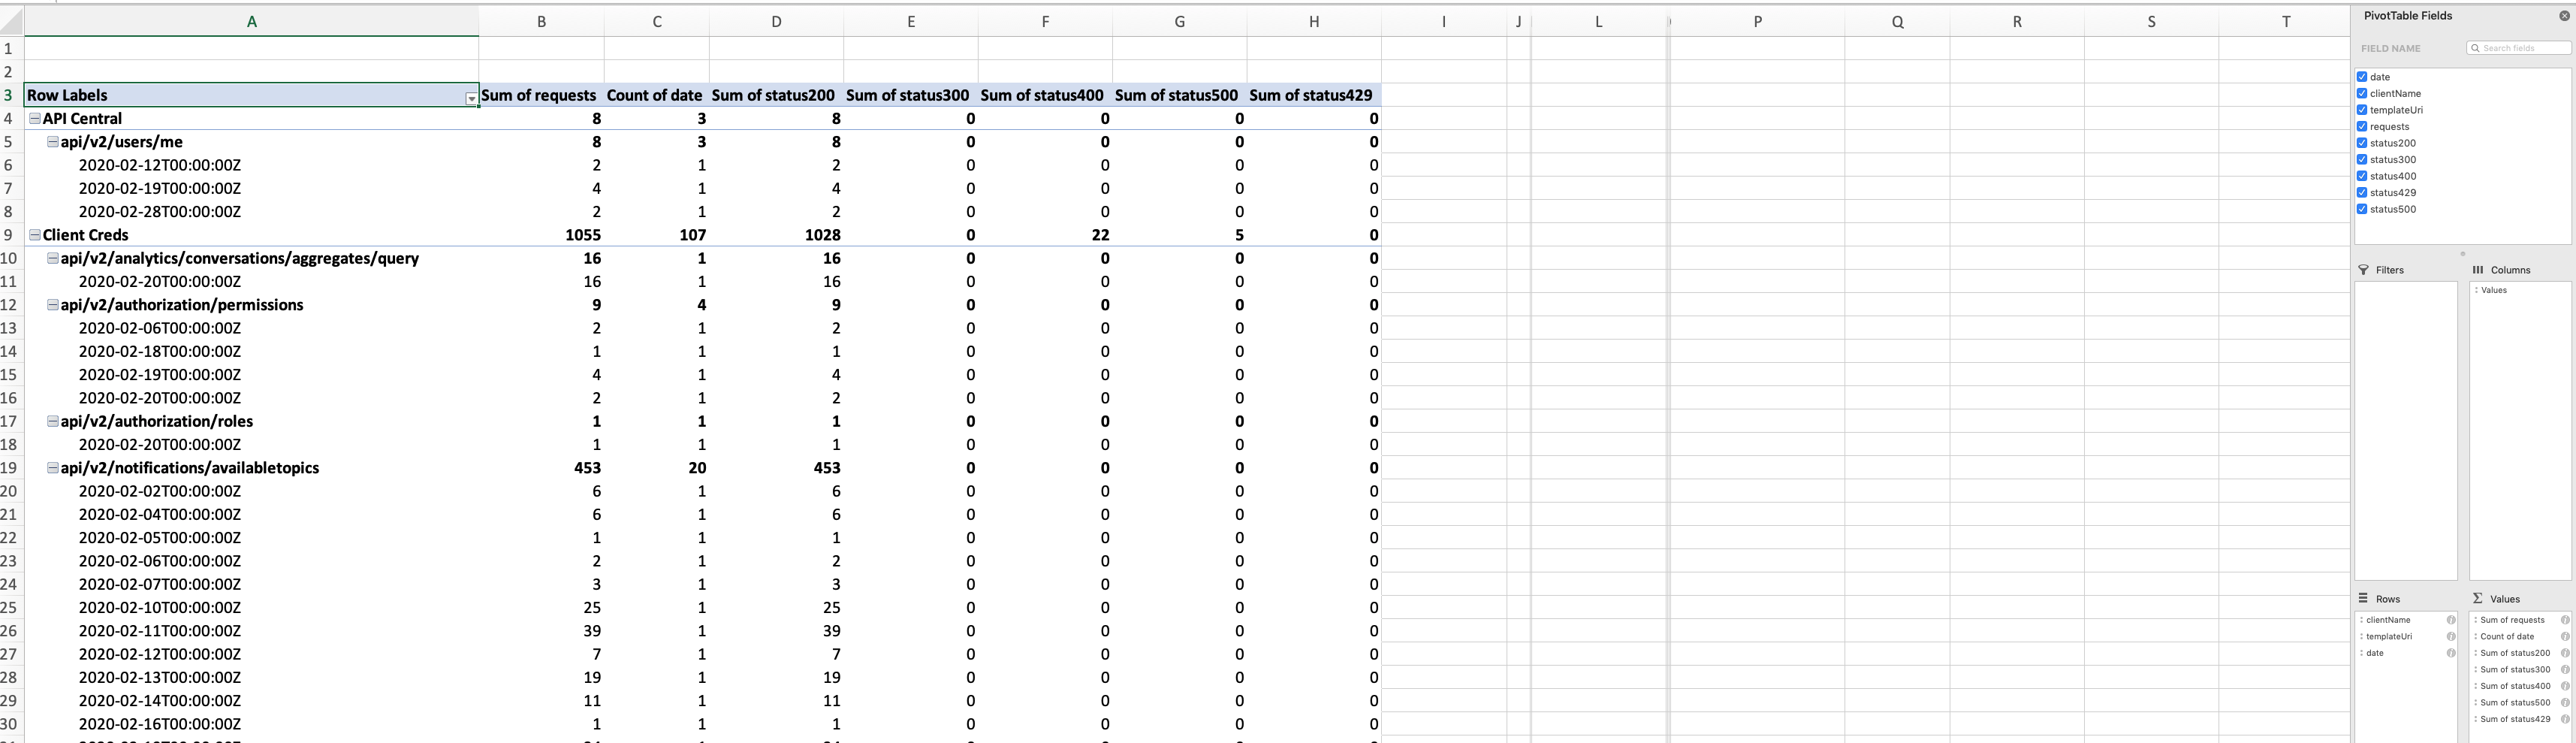 A B C D E F G H I J L P Q R S T
PivotTable Fields
FIELD NAME Search fields
1
2
3 Row Labels Sum of requests Count of date Sum of status200 Sum of status300 Sum of status400 Sum of status500 Sum of status429
4 API Central 8 3 8 0 0 0 0
5 api/v2/users/me 8 3 8 0 0 0 0
6 2020-02-12T00:00:00Z 2 1 2 0 0 0 0
7 2020-02-19T00:00:00Z 4 1 4 0 0 0 0
8 2020-02-28T00:00:00Z 2 1 2 0 0 0 0
9 Client Creds 1055 107 1028 0 22 5 0
10 api/v2/analytics/conversations/aggregates/query 16 1 16 0 0 0 0
11 2020-02-20T00:00:00Z 16 1 16 0 0 0 0
12 api/v2/authorization/permissions 9 4 9 0 0 0 0
13 2020-02-06T00:00:00Z 2 1 2 0 0 0 0
14 2020-02-18T00:00:00Z 1 1 1 0 0 0 0
15 2020-02-19T00:00:00Z 4 1 4 0 0 0 0
16 2020-02-20T00:00:00Z 2 1 2 0 0 0 0
17 api/v2/authorization/roles 1 1 1 0 0 0 0
18 2020-02-20T00:00:00Z 1 1 1 0 0 0 0
19 api/v2/notifications/availabletopics 453 20 453 0 0 0 0
20 2020-02-02T00:00:00Z 6 1 6 0 0 0 0
21 2020-02-04T00:00:00Z 6 1 6 0 0 0 0
22 2020-02-05T00:00:00Z 1 1 1 0 0 0 0
23 2020-02-06T00:00:00Z 2 1 2 0 0 0 0
24 2020-02-07T00:00:00Z 3 1 3 0 0 0 0
25 2020-02-10T00:00:00Z 25 1 25 0 0 0 0
26 2020-02-11T00:00:00Z 39 1 39 0 0 0 0
27 2020-02-12T00:00:00Z 7 1 7 0 0 0 0
28 2020-02-13T00:00:00Z 19 1 19 0 0 0 0
29 2020-02-14T00:00:00Z 11 1 11 0 0 0 0
30 2020-02-16T00:00:00Z 1 1 1 0 0 0 0
date
clientName
templateUri
requests
status200
status300
status400
status429
status500
Filters
Columns
Values
Rows
clientName
templateUri
date
Values
Sum of requests
Count of date
Sum of status200
Sum of status300
Sum of status400
Sum of status500
Sum of status429